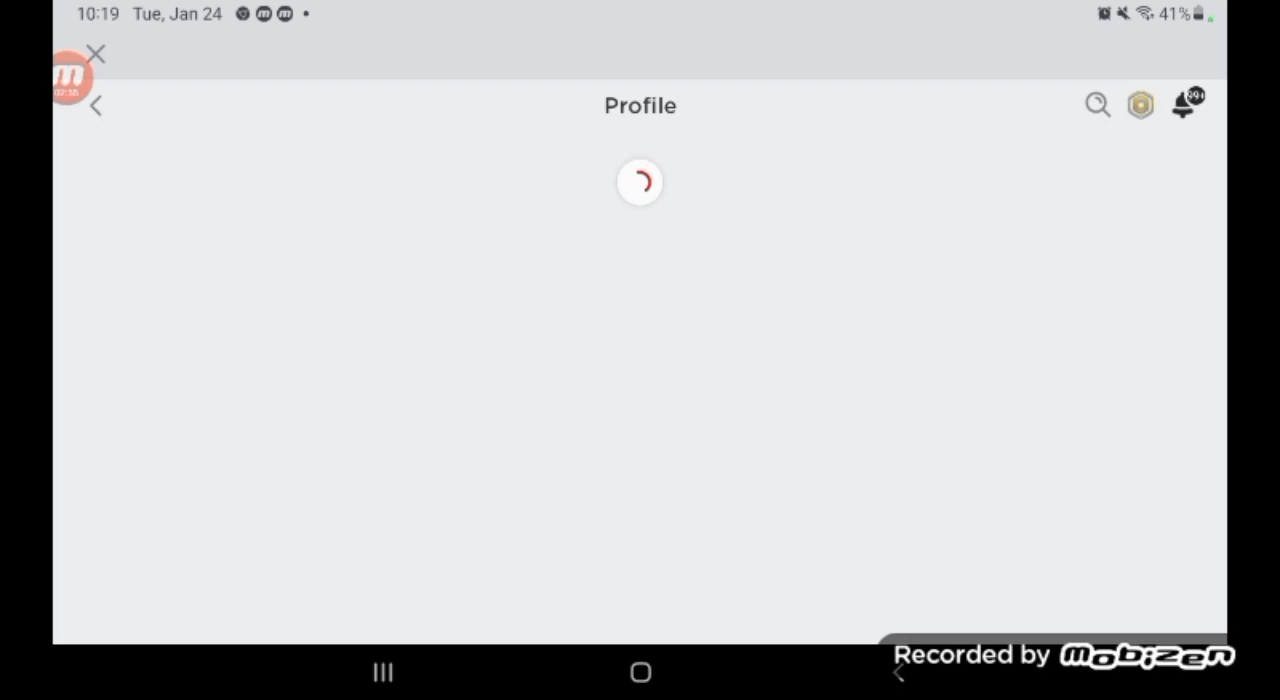 10:19 Tue, Jan 24
41%
Profile
99+
Recorded by mobizen